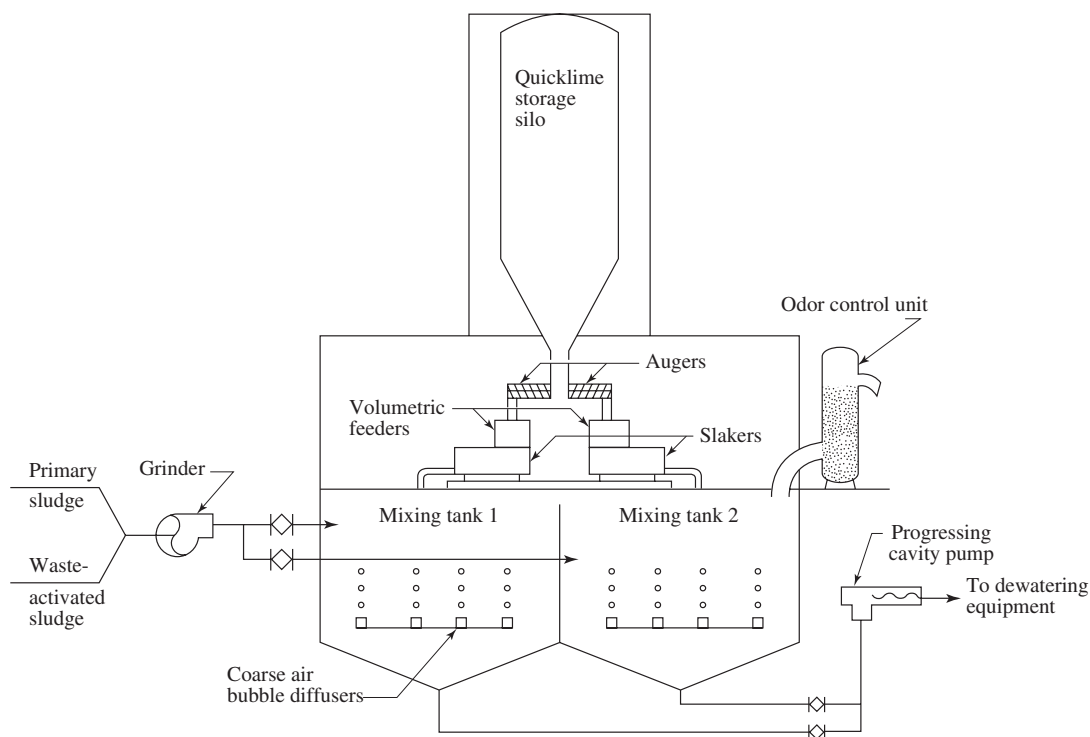 Quicklime
storage
silo
Odor control unit
Augers
Volumetric
feeders
Slakers
Primary
sludge
Grinder
Mixing tank 1
Mixing tank 2
Waste-
activated
sludge
Progressing
cavity pump
To dewatering
equipment
Coarse air
bubble diffusers